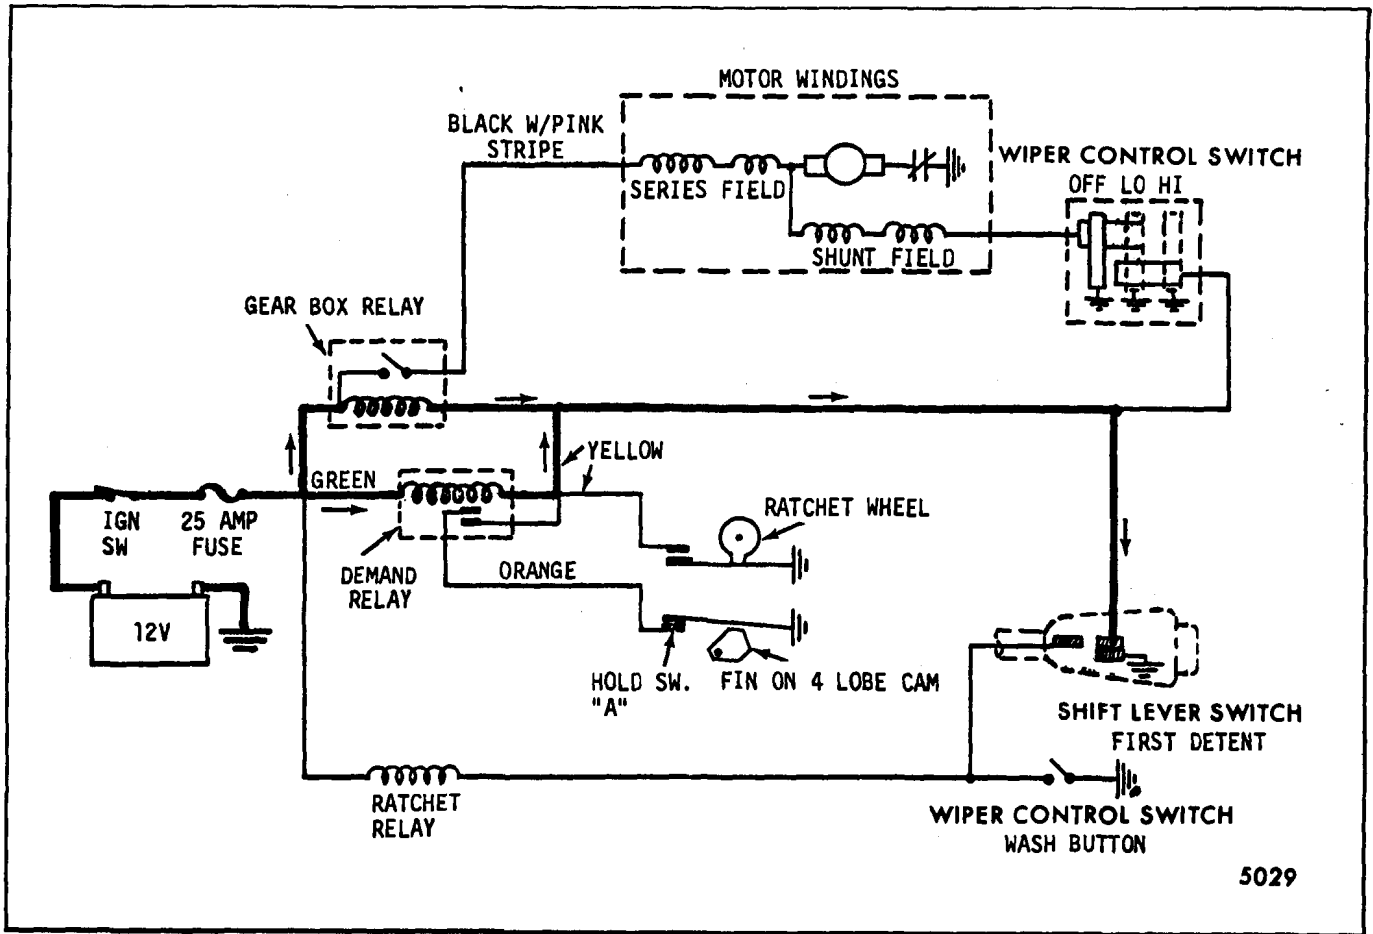 MOTOR WINDINGS
BLACK W/PINK
STRIPE
WIPER CONTROL SWITCH
OFF LO HI
SERIES FIELD
SHUNT FIELD
GEAR BOX RELAY
YELLOW
GREEN
IGN
SW
25 AMP
FUSE
RATCHET WHEEL
DEMAND
RELAY
ORANGE
12V
HOLD SW.
"A"
FIN ON 4 LOBE CAM
SHIFT LEVER SWITCH
FIRST DETENT
RATCHET
RELAY
WIPER CONTROL SWITCH
WASH BUTTON
5029